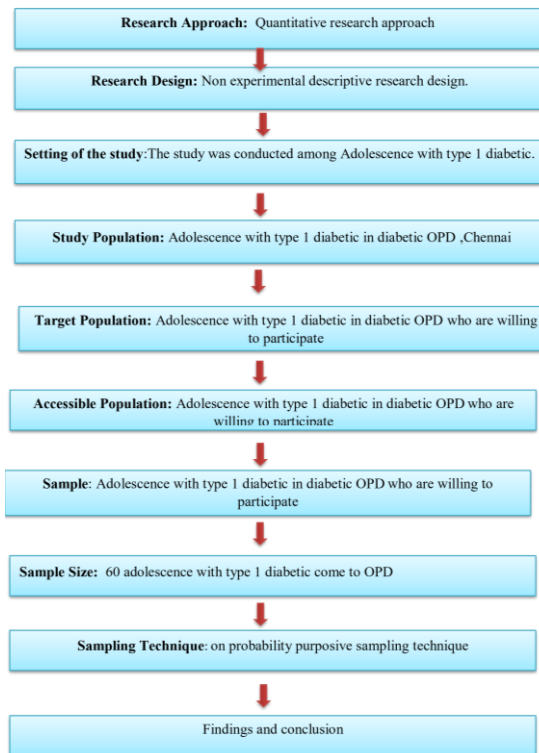 Research Approach: Quantitative research approach
Research Design: Non experimental descriptive research design.
Setting of the study:The study was conducted among Adolescence with type 1 diabetic.
Study Population: Adolescence with type 1 diabetic in diabetic OPD ,Chennai
Target Population: Adolescence with type 1 diabetic in diabetic OPD who are willing
to participate
Accessible Population: Adolescence with type 1 diabetic in diabetic OPD who are
willing to participate
Sample: Adolescence with type 1 diabetic in diabetic OPD who are willing to
participate
Sample Size: 60 adolescence with type 1 diabetic come to OPD
Sampling Technique: on probability purposive sampling technique
Findings and conclusion